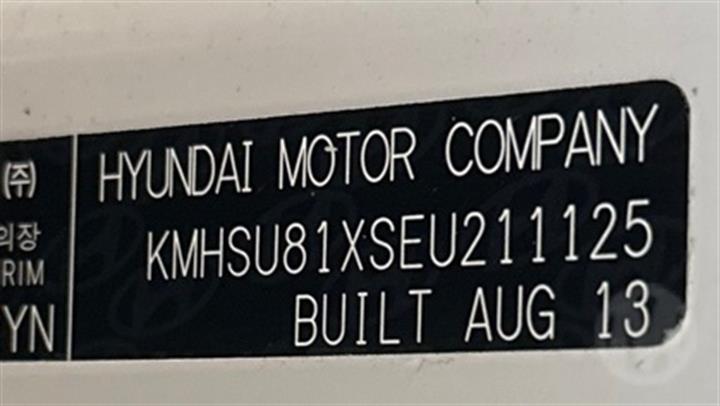 (주) HYUNDAI MOTOR COMPANY
의장 KMHSU81XSEU211125
RIM
YN BUILT AUG 13